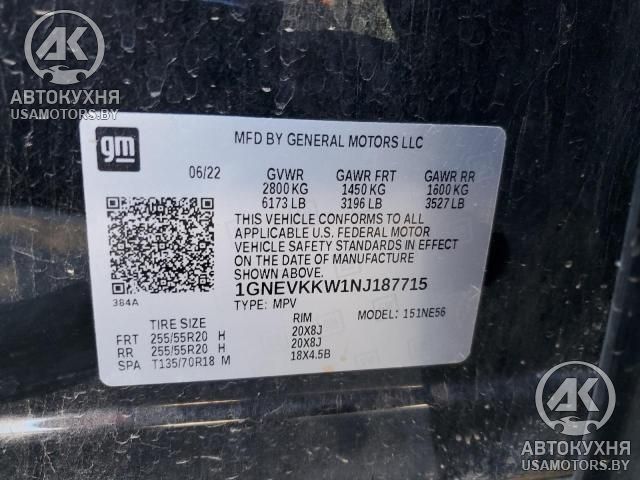 АК
АВТОКУХНЯ
USAMOTORS.BY
gm
MFD BY GENERAL MOTORS LLC
06/22 GVWR GAWR FRT GAWR RR
2800 KG 1450 KG 1600 KG
6173 LB 3196 LB 3527 LB
THIS VEHICLE CONFORMS TO ALL
APPLICABLE U.S. FEDERAL MOTOR
VEHICLE SAFETY STANDARDS IN EFFECT
ON THE DATE OF MANUFACTURE
SHOWN ABOVE.
384A
1GNEVKKW1NJ187715
TYPE: MPV MODEL: 151NE56
TIRE SIZE RIM
FRT 255/55R20 H 20X8J
RR 255/55R20 H 20X8J
SPA T135/70R18 M 18X4.5B
АК
АВТОКУХНЯ
USAMOTORS.BY